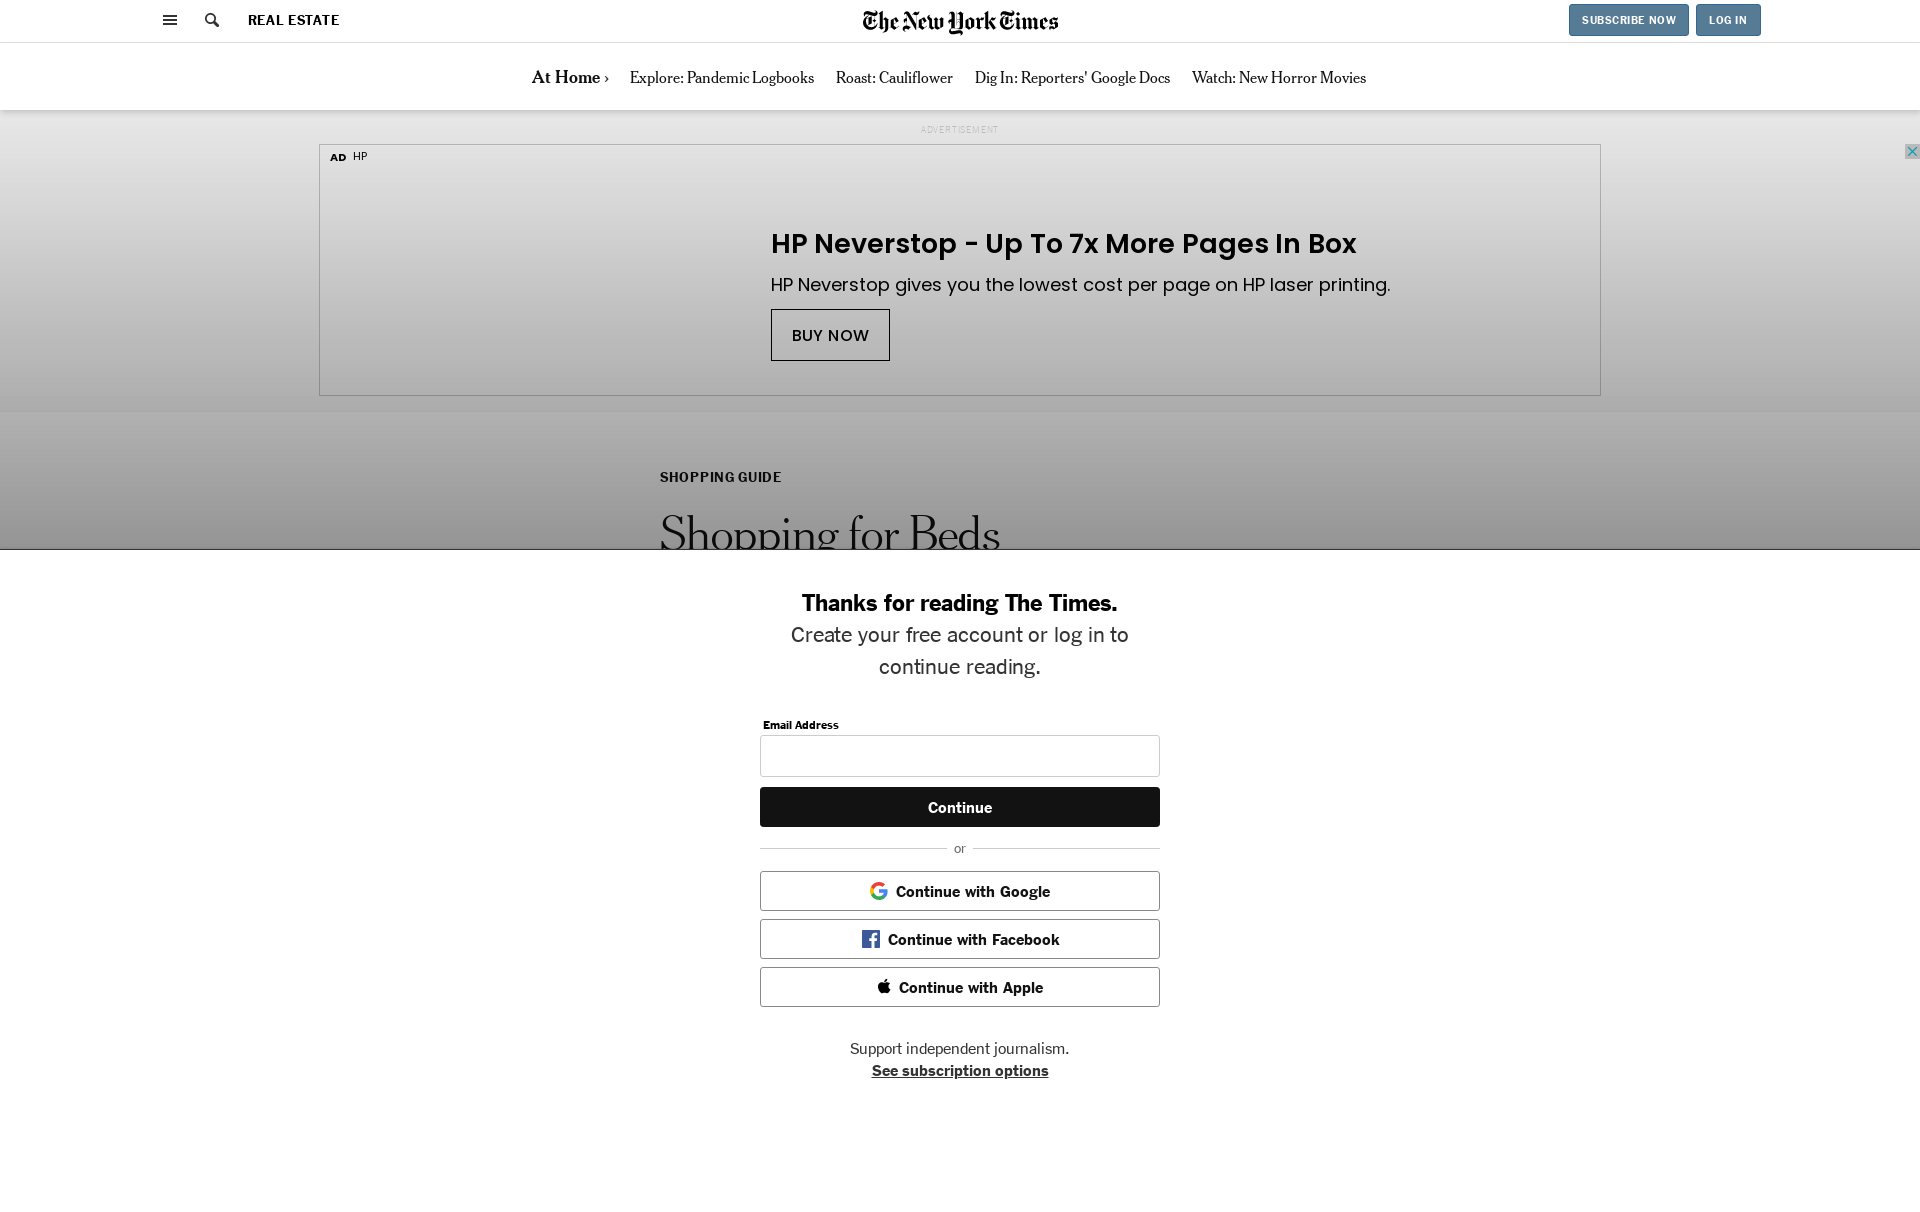 REAL ESTATE
The New York Times
SUBSCRIBE NOW
LOG IN
At Home ›
Explore: Pandemic Logbooks
Roast: Cauliflower
Dig In: Reporters' Google Docs
Watch: New Horror Movies
ADVERTISEMENT
AD HP
HP Neverstop - Up To 7x More Pages In Box
HP Neverstop gives you the lowest cost per page on HP laser printing.
BUY NOW
SHOPPING GUIDE
Shopping for Beds
Thanks for reading The Times.
Create your free account or log in to
continue reading.
Email Address
Continue
or
Continue with Google
Continue with Facebook
Continue with Apple
Support independent journalism.
See subscription options